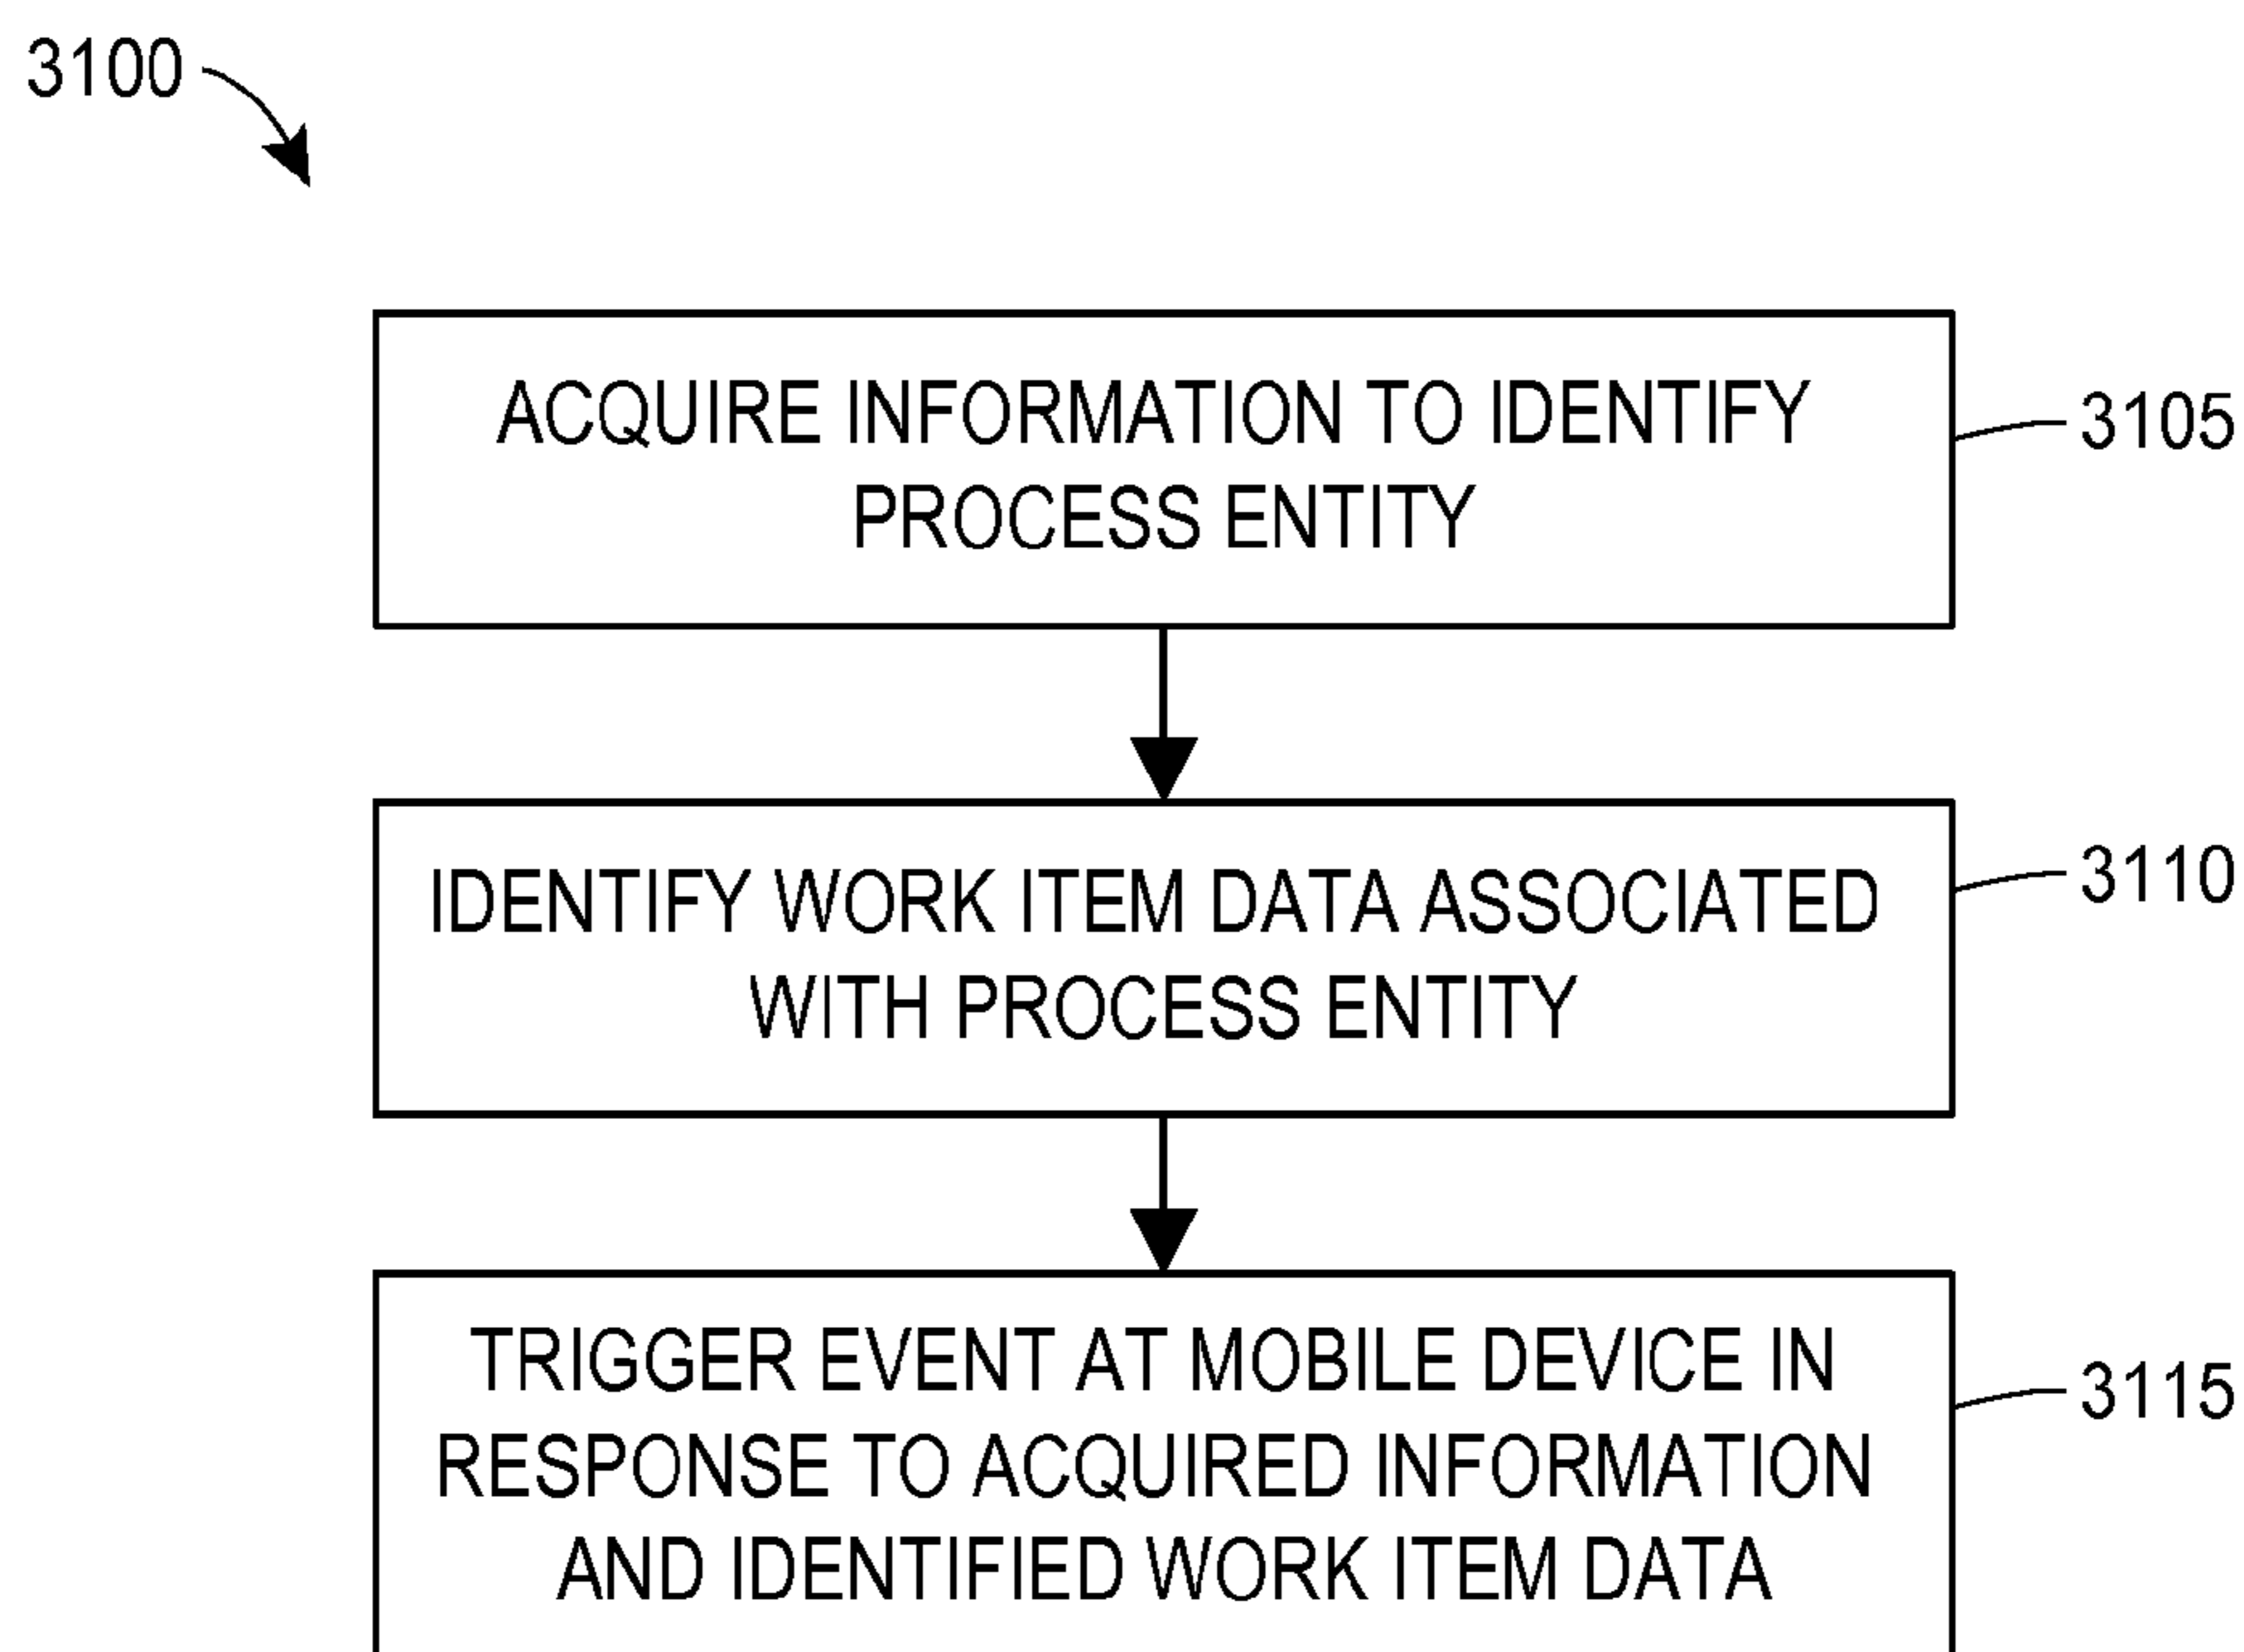 3100
ACQUIRE INFORMATION TO IDENTIFY
PROCESS ENTITY
3105
IDENTIFY WORK ITEM DATA ASSOCIATED
WITH PROCESS ENTITY
3110
TRIGGER EVENT AT MOBILE DEVICE IN
RESPONSE TO ACQUIRED INFORMATION
AND IDENTIFIED WORK ITEM DATA
3115